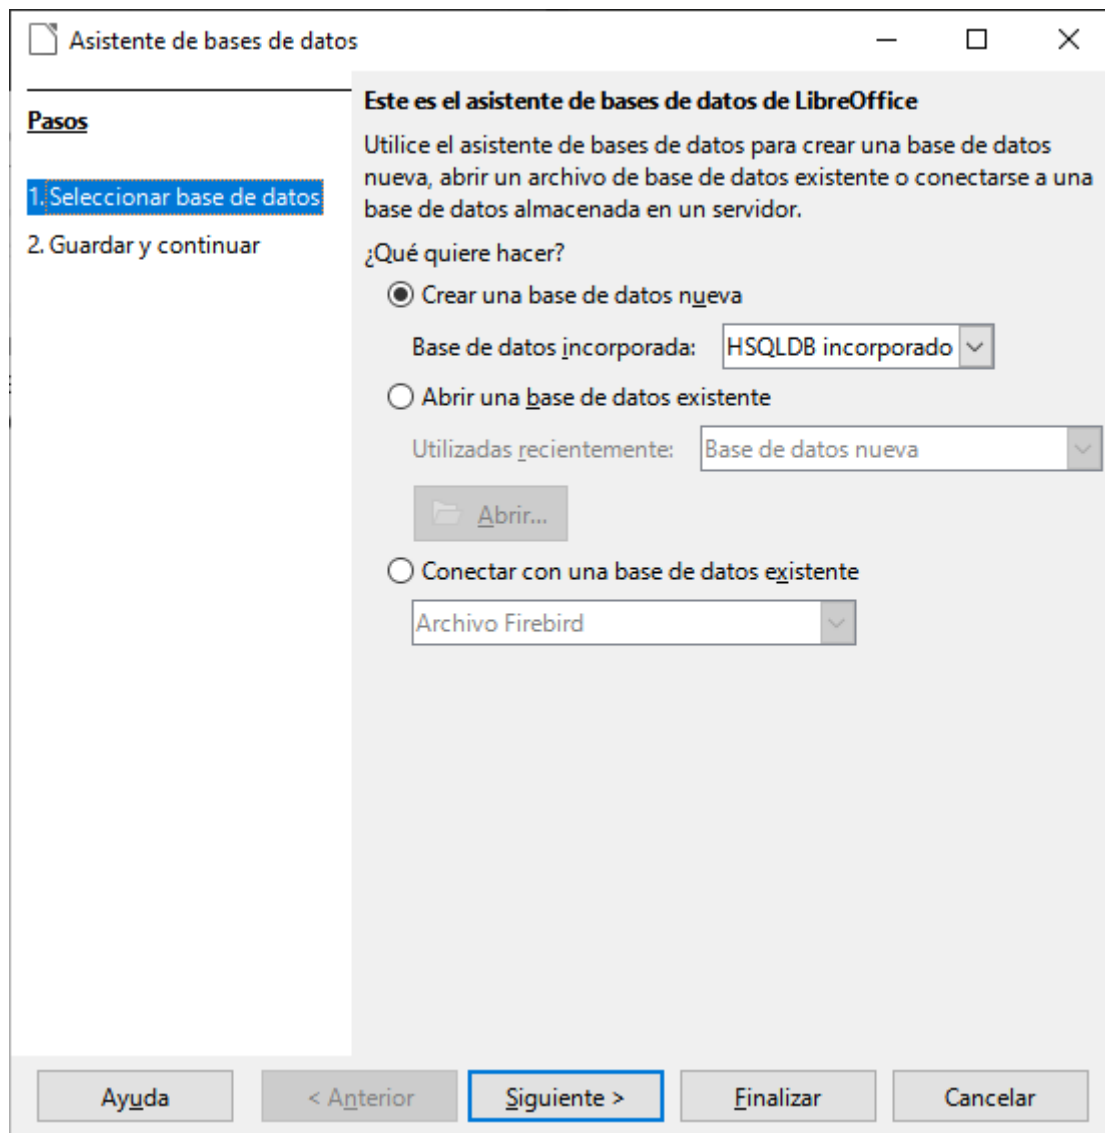 Asistente de bases de datos
Pasos
1. Seleccionar base de datos
2. Guardar y continuar
Este es el asistente de bases de datos de LibreOffice
Utilice el asistente de bases de datos para crear una base de datos
nueva, abrir un archivo de base de datos existente o conectarse a una
base de datos almacenada en un servidor.
¿Qué quiere hacer?
Crear una base de datos nueva
Base de datos incorporada: HSQLDB incorporado
Abrir una base de datos existente
Utilizadas recientemente: Base de datos nueva
Abrir...
Conectar con una base de datos existente
Archivo Firebird
Ayuda < Anterior Siguiente > Finalizar Cancelar